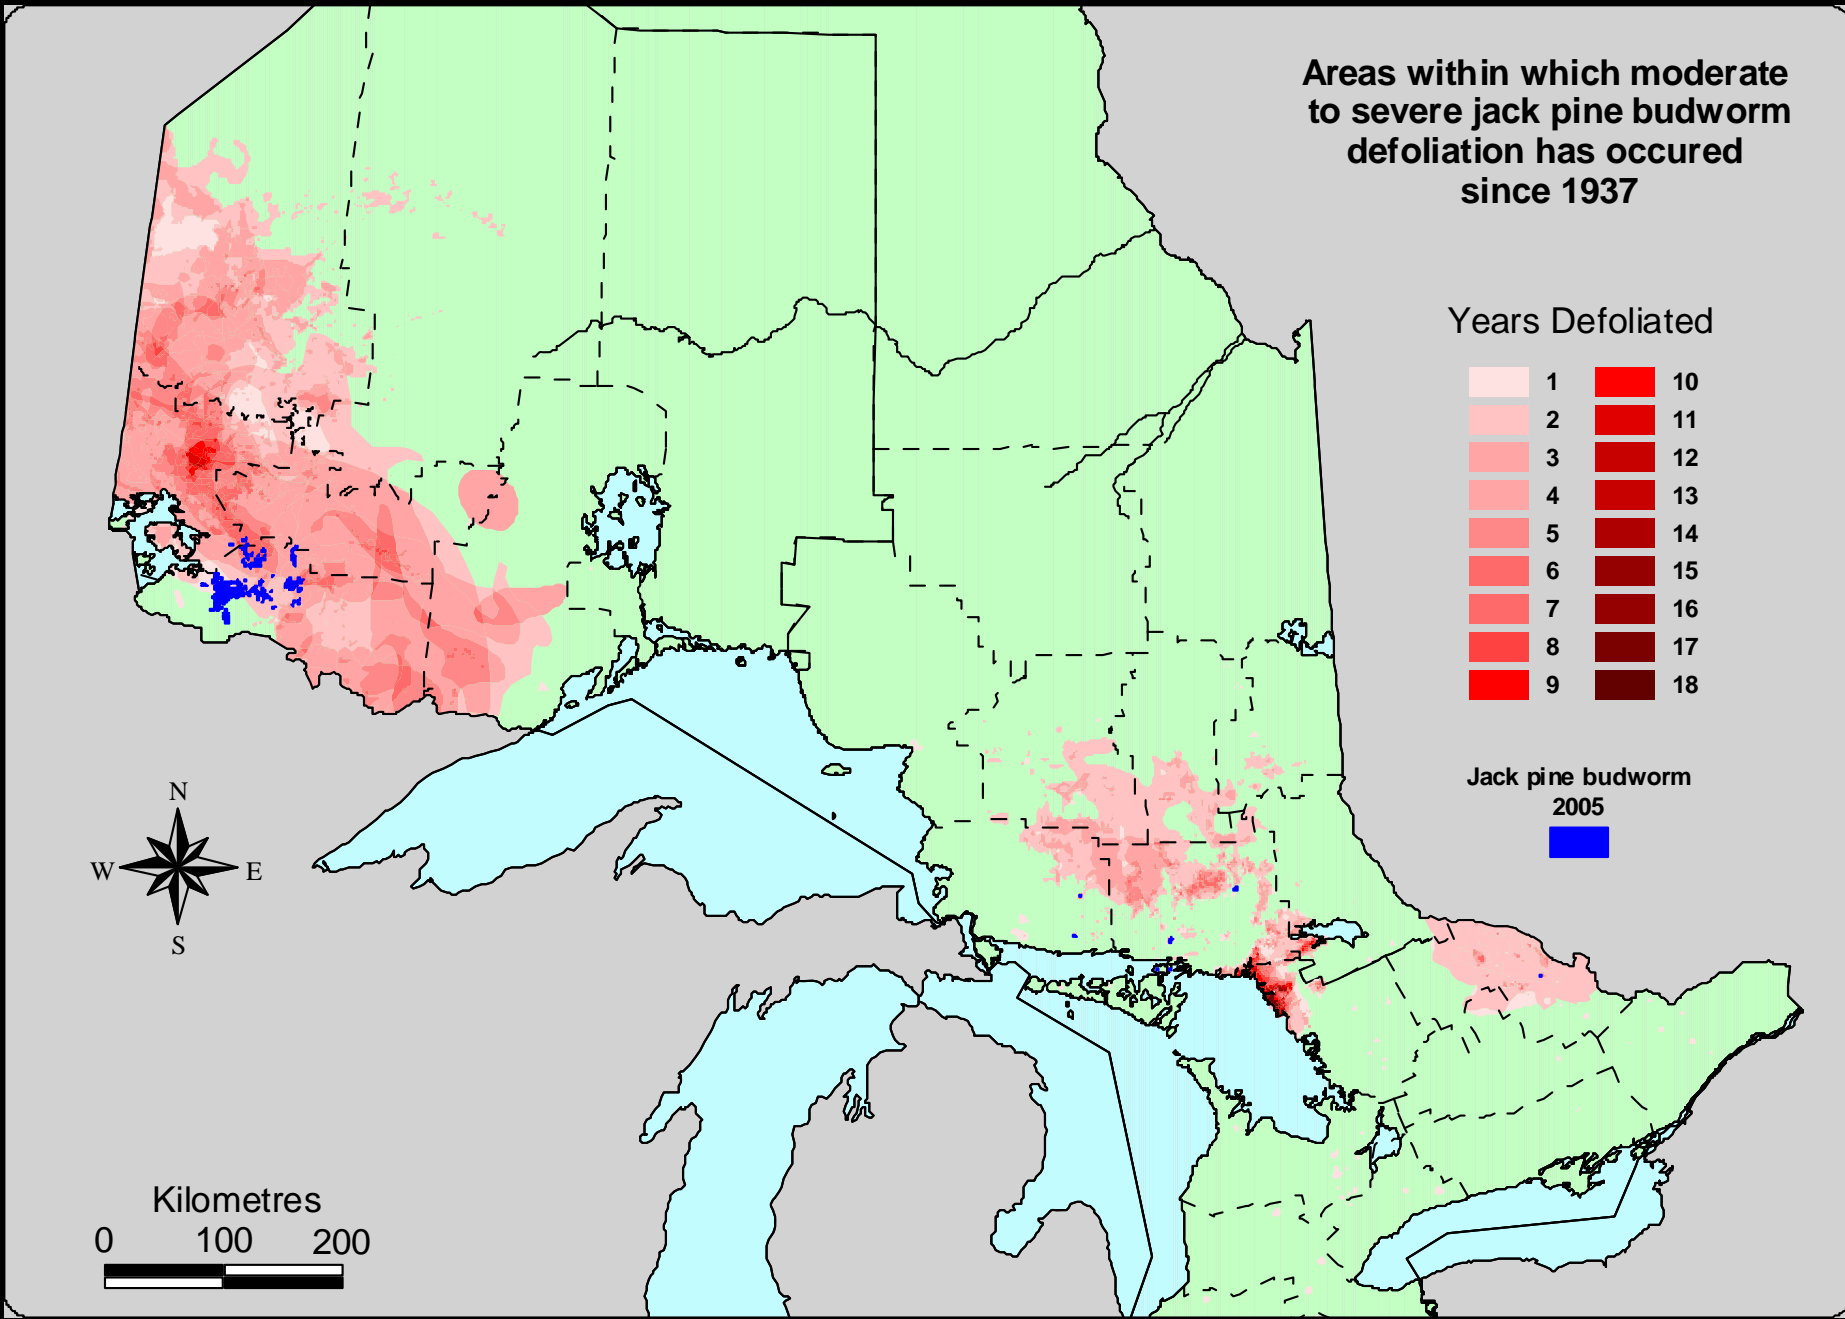 Areas within which moderate
to severe jack pine budworm
defoliation has occured
since 1937
Years Defoliated
1 10
2 11
3 12
4 13
5 14
6 15
7 16
8 17
9 18
Jack pine budworm
2005
N
W E
S
Kilometres
0 100 200